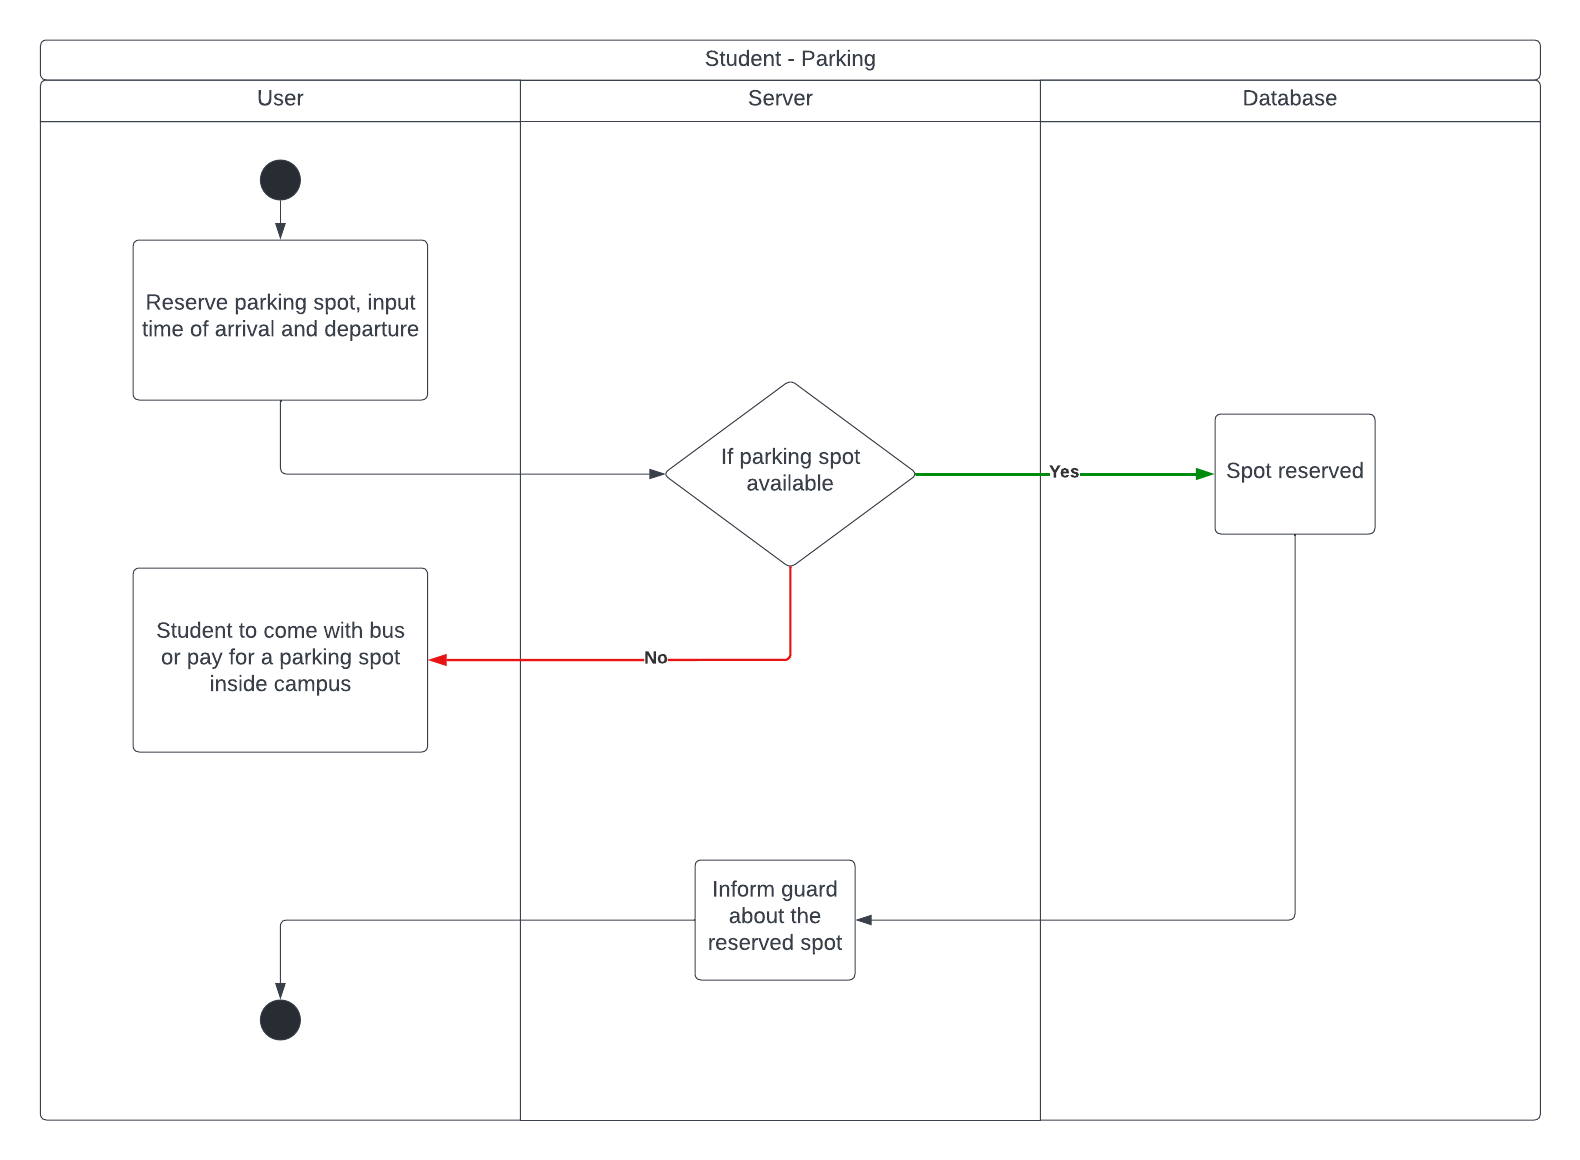 Student - Parking
User
Server
Database
Reserve parking spot, input
time of arrival and departure
If parking spot
available
Yes
Spot reserved
Student to come with bus
or pay for a parking spot
inside campus
No
Inform guard
about the
reserved spot